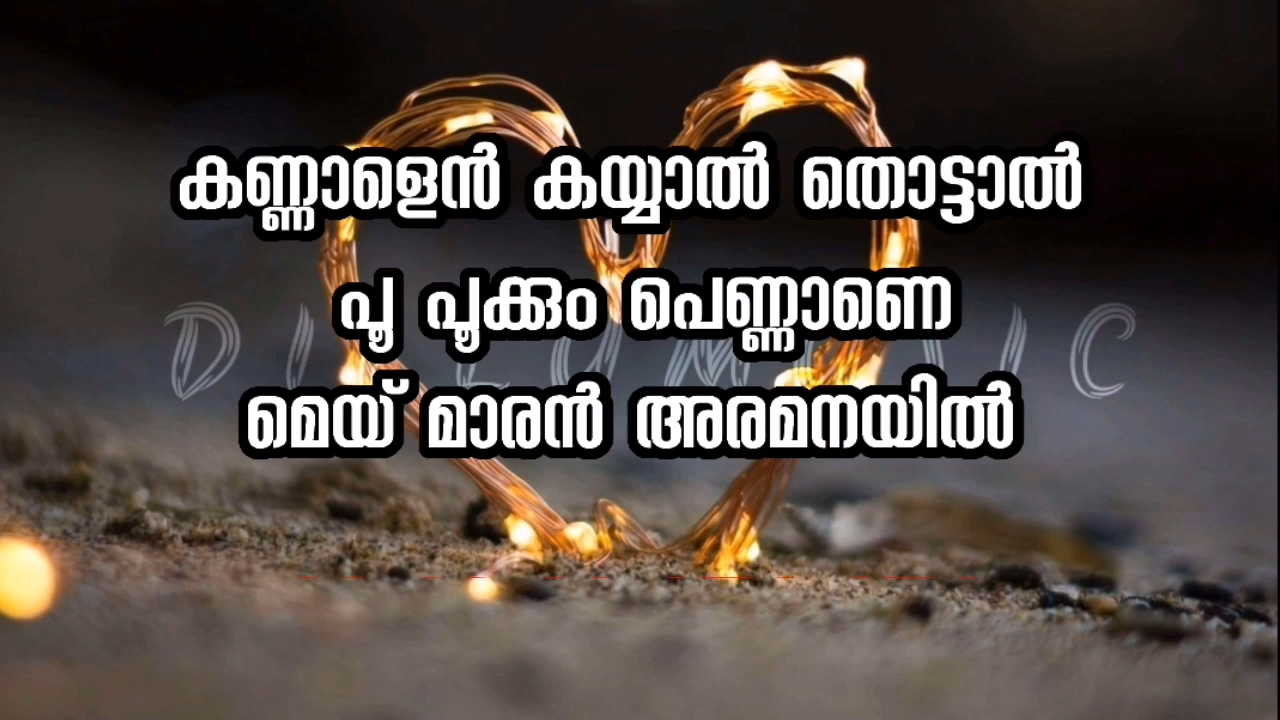 കണ്ണാളെൻ കയ്യാൽ തൊട്ടാൽ
പൂ പൂക്കും പെണ്ണാണെ
മെയ് മാരൻ അരമനയിൽ